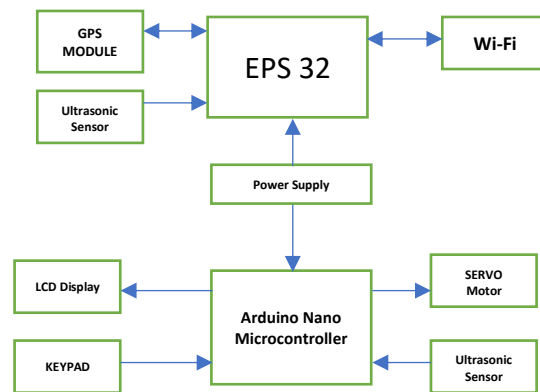 GPS
MODULE
EPS 32
Wi-Fi
Ultrasonic
Sensor
Power Supply
LCD Display
Arduino Nano
Microcontroller
SERVO
Motor
KEYPAD
Ultrasonic
Sensor